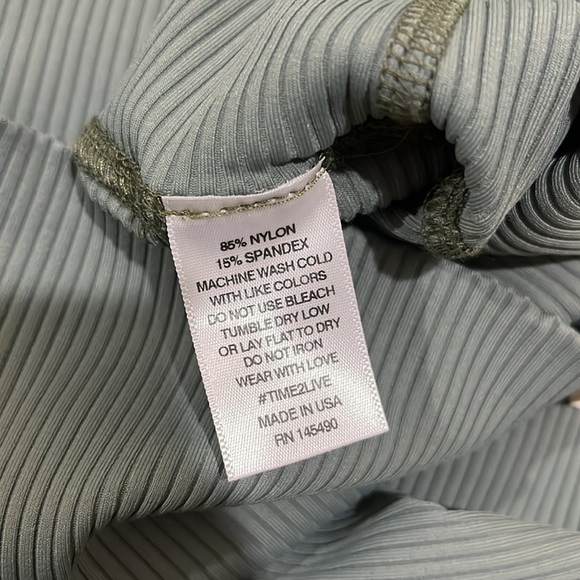 85% NYLON
15% SPANDEX
MACHINE WASH COLD
WITH LIKE COLORS
DO NOT USE BLEACH
TUMBLE DRY LOW
OR LAY FLAT TO DRY
DO NOT IRON
WEAR WITH LOVE
#TIME2LIVE
MADE IN USA
RN 145490